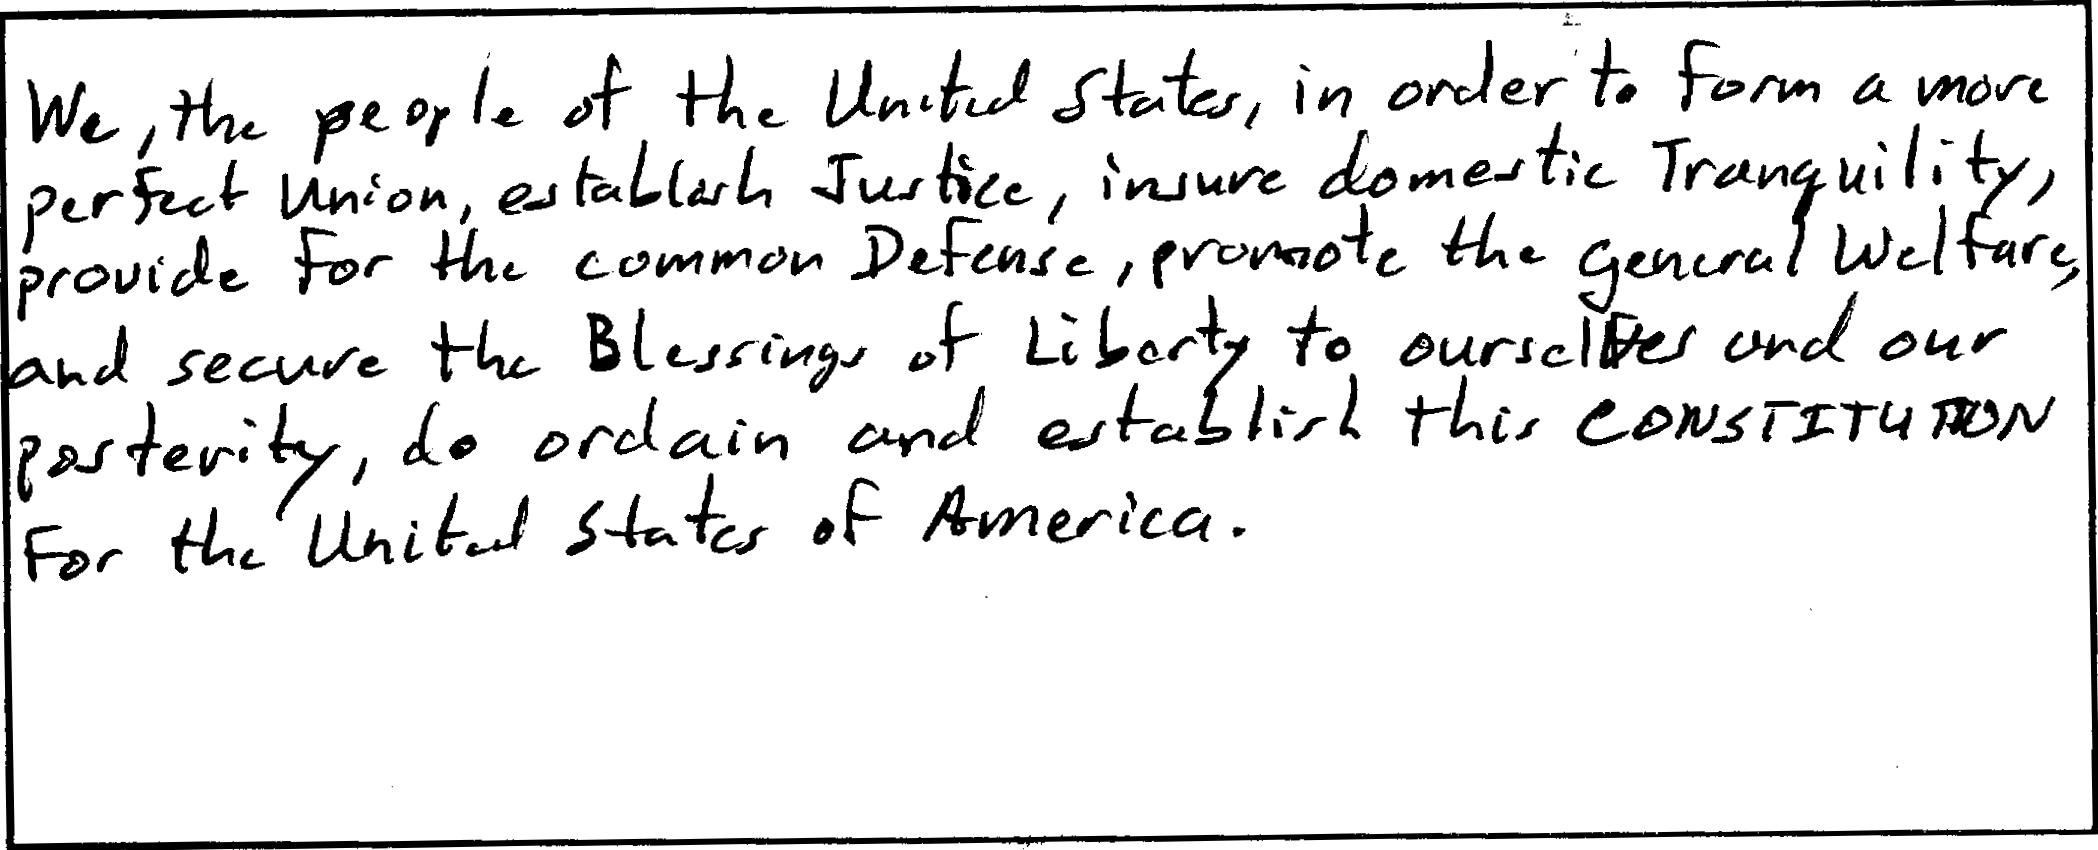 We, the people of the United States, in order to form a more
perfect Union, establish Justice, insure domestic Tranquility,
provide for the common Defense, promote the general Welfare,
and secure the Blessings of Liberty to ourselves and our
posterity, do ordain and establish this CONSTITUTION
For the United States of America.